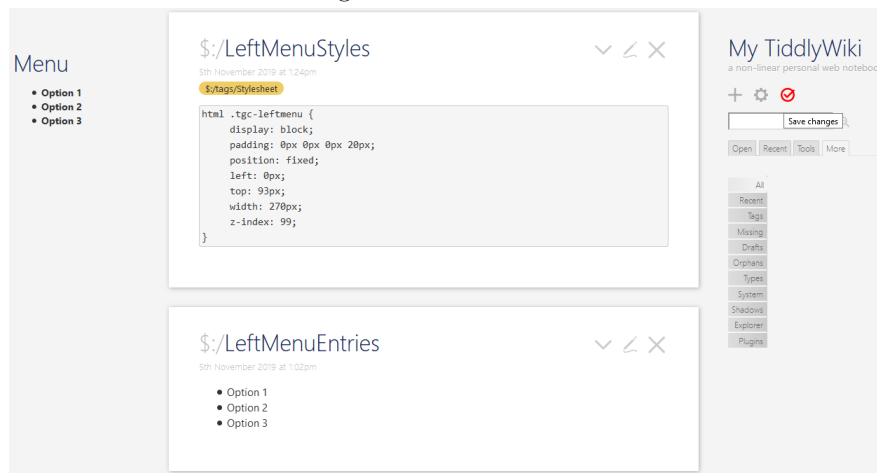 Menu
Option 1
Option 2
Option 3
$:/LeftMenuStyles
5th November 2019 at 1:24pm
$:/tags/Stylesheet
html .tgc-leftmenu {
display: block;
padding: 0px 0px 0px 20px;
position: fixed;
left: 0px;
top: 93px;
width: 270px;
z-index: 99;
}
$:/LeftMenuEntries
5th November 2019 at 1:02pm
Option 1
Option 2
Option 3
My TiddlyWiki
a non-linear personal web noteboo
Save changes
Open Recent Tools More
All
Recent
Tags
Missing
Drafts
Orphans
Types
System
Shadows
Explorer
Plugins